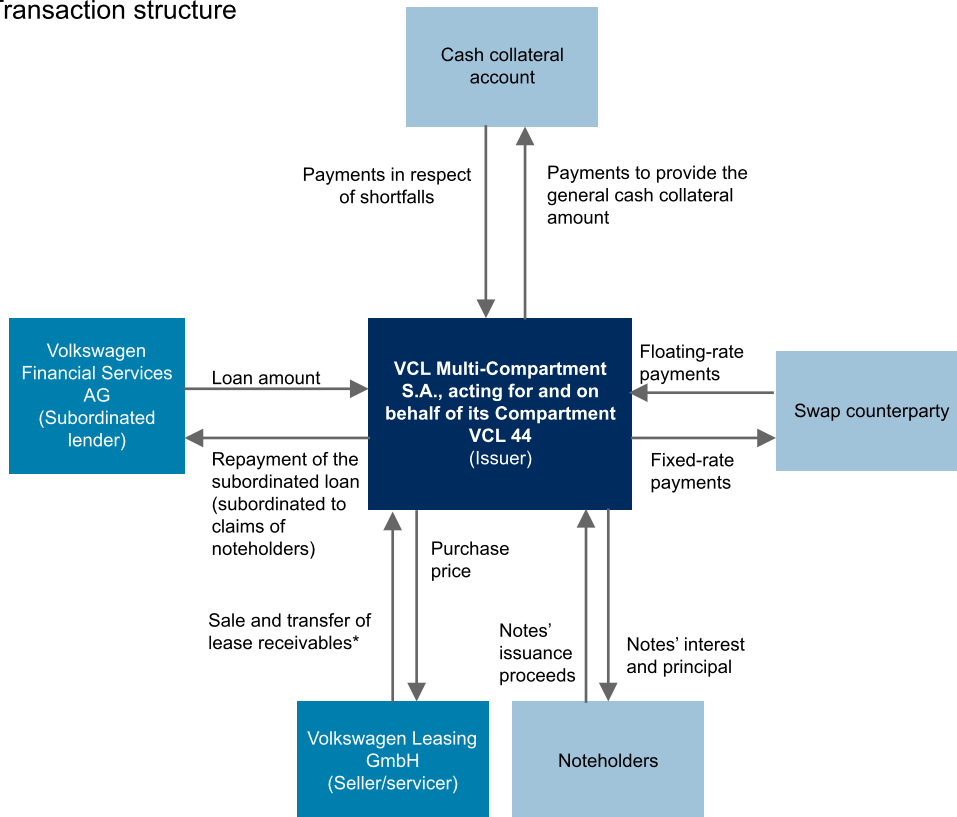 Transaction structure
Cash collateral
account
Payments in respect
of shortfalls
Payments to provide the
general cash collateral
amount
Volkswagen
Financial Services
AG
(Subordinated
lender)
Loan amount
Repayment of the
subordinated loan
(subordinated to
claims of
noteholders)
VCL Multi-Compartment
S.A., acting for and on
behalf of its Compartment
VCL 44
(Issuer)
Floating-rate
payments
Fixed-rate
payments
Swap counterparty
Sale and transfer of
lease receivables*
Purchase
price
Notes’
issuance
proceeds
Notes’ interest
and principal
Volkswagen Leasing
GmbH
(Seller/servicer)
Noteholders